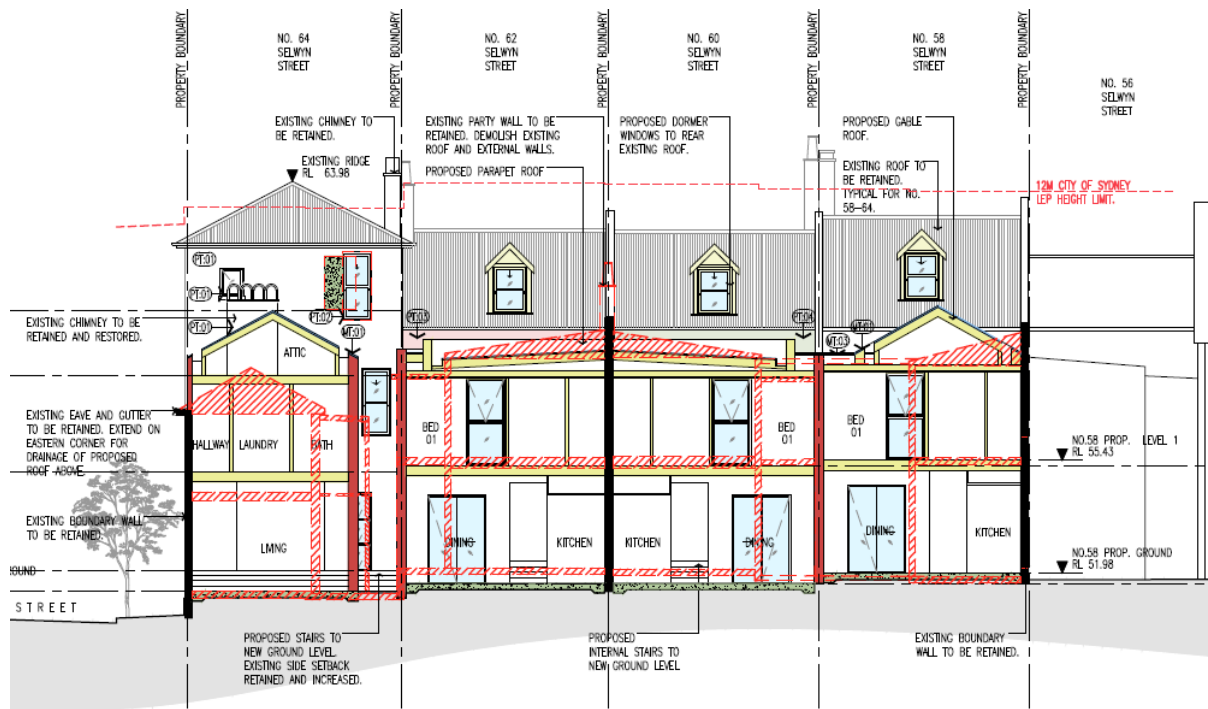 PROPERTY BOUNDARY
NO. 64
SELWYN
STREET
PROPERTY BOUNDARY
NO. 62
SELWYN
STREET
PROPERTY BOUNDARY
NO. 60
SELWYN
STREET
PROPERTY BOUNDARY
NO. 58
SELWYN
STREET
PROPERTY BOUNDARY
NO. 56
SELWYN
STREET
EXISTING CHIMNEY TO
BE RETAINED.
EXISTING RIDGE
RL 63.98
EXISTING PARTY WALL TO BE
RETAINED. DEMOLISH EXISTING
ROOF AND EXTERNAL WALLS.
PROPOSED PARAPET ROOF
PROPOSED DORMER
WINDOWS TO REAR
EXISTING ROOF.
PROPOSED GABLE
ROOF.
EXISTING ROOF TO
BE RETAINED.
TYPICAL FOR NO.
58-64.
12M CITY OF SYDNEY
LEP HEIGHT LIMIT.
PT:01
PT:01
PT:02
PT:01
MT:01
PT:03
PT:04
MT:03
EXISTING CHIMNEY TO BE
RETAINED AND RESTORED.
ATTIC
EXISTING EAVE AND GUTTER
TO BE RETAINED. EXTEND ON
EASTERN CORNER FOR
DRAINAGE OF PROPOSED
ROOF ABOVE.
HALLWAY
LAUNDRY
BATH
BED
01
BED
01
BED
01
NO.58 PROP. LEVEL 1
RL 55.43
EXISTING BOUNDARY WALL
TO BE RETAINED.
LIVING
DINING
KITCHEN
KITCHEN
DINING
DINING
KITCHEN
NO.58 PROP. GROUND
RL 51.98
STREET
PROPOSED STAIRS TO
NEW GROUND LEVEL.
EXISTING SIDE SETBACK
RETAINED AND INCREASED.
PROPOSED
INTERNAL STAIRS TO
NEW GROUND LEVEL
EXISTING BOUNDARY
WALL TO BE RETAINED.